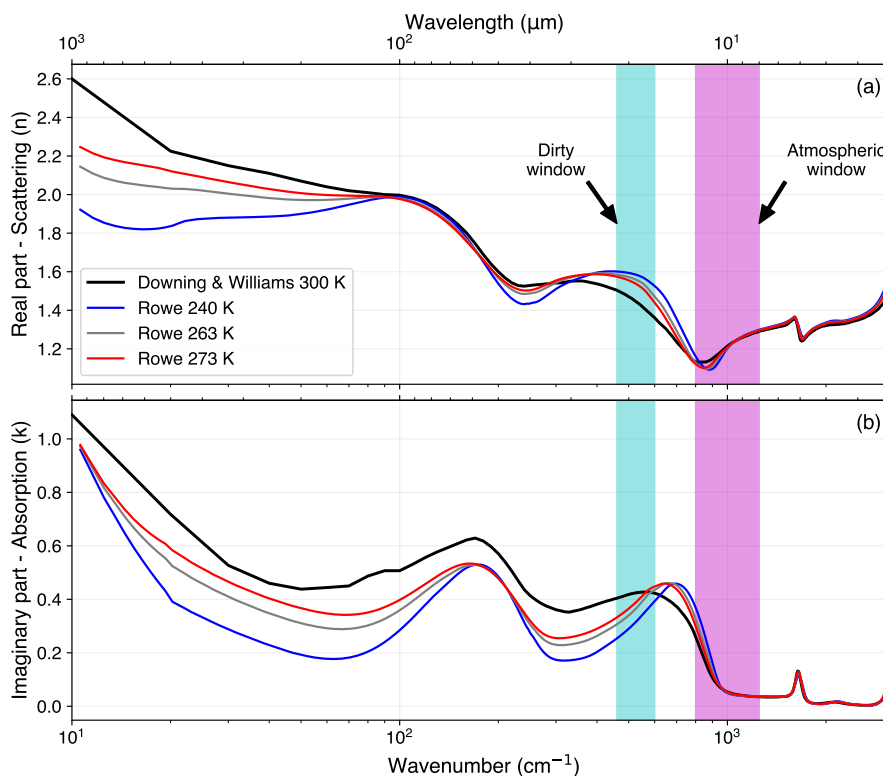 Wavelength (μm)
10³ 10² 10¹
(a)
Real part - Scattering (n)
2.6
2.4
2.2
2.0
1.8
1.6
1.4
1.2
Dirty
window
Atmospheric
window
Downing & Williams 300 K
Rowe 240 K
Rowe 263 K
Rowe 273 K
(b)
Imaginary part - Absorption (k)
1.0
0.8
0.6
0.4
0.2
0.0
10¹ 10² 10³
Wavenumber (cm⁻¹)